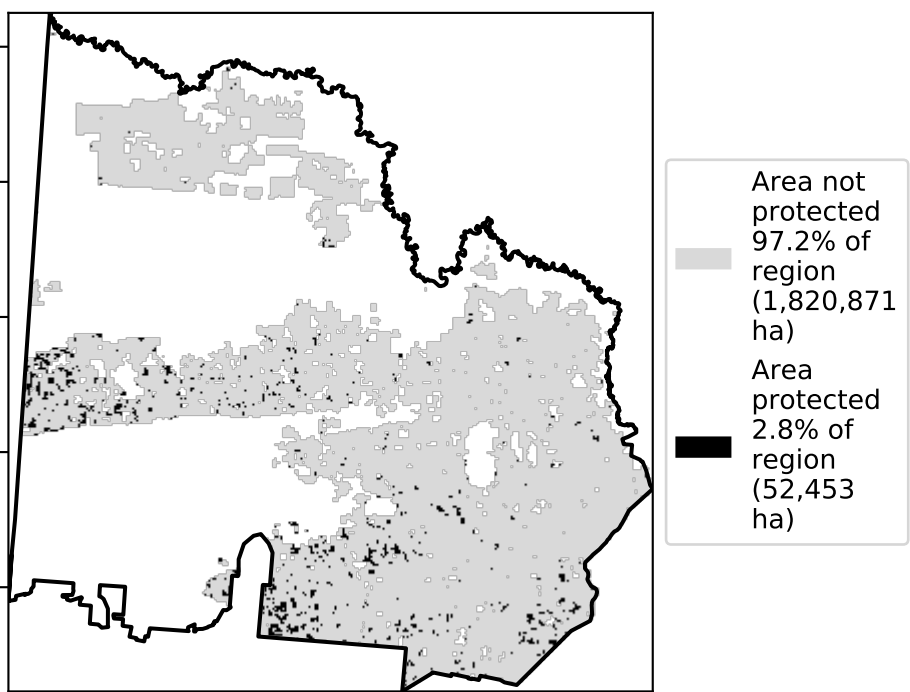 Area not
protected
97.2% of
region
(1,820,871
ha)
Area
protected
2.8% of
region
(52,453
ha)